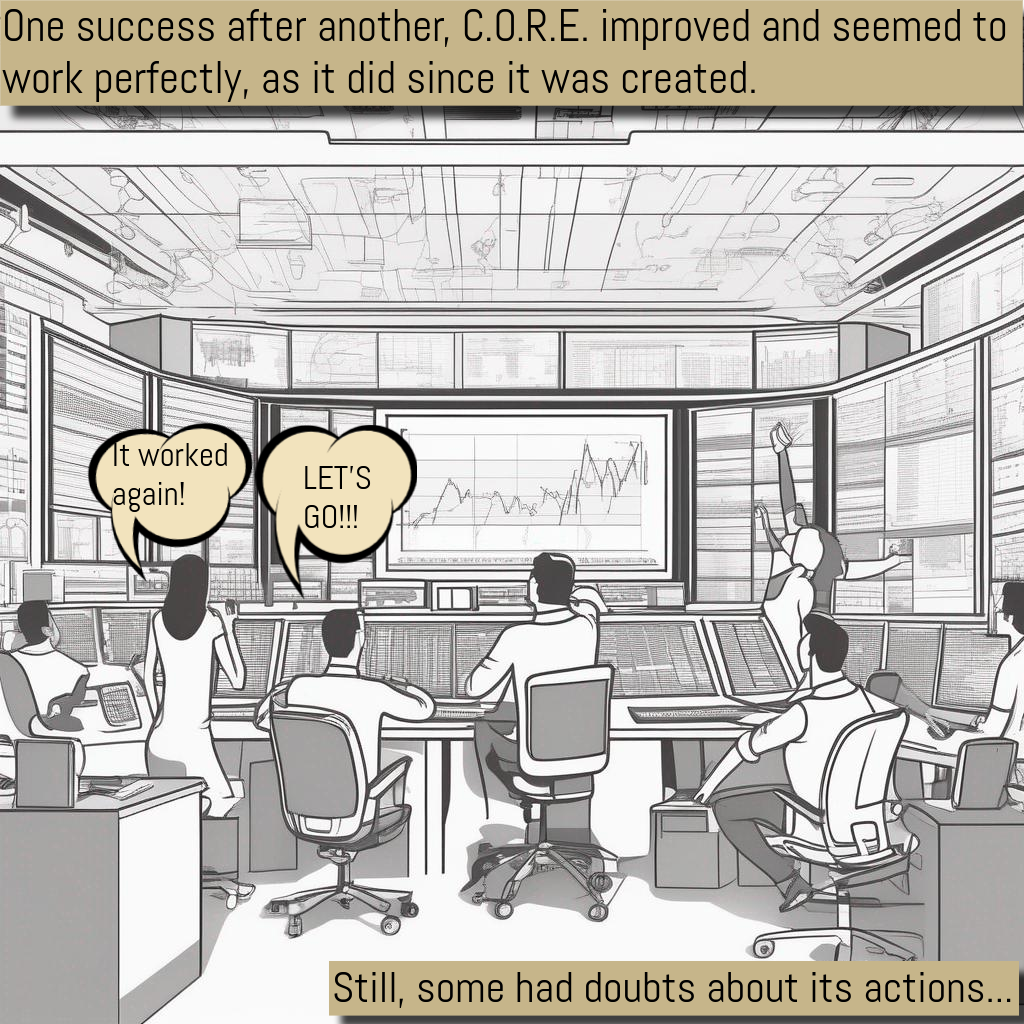 One success after another, C.O.R.E. improved and seemed to
work perfectly, as it did since it was created.
It worked
again!
LET'S
GO!!!
Still, some had doubts about its actions...